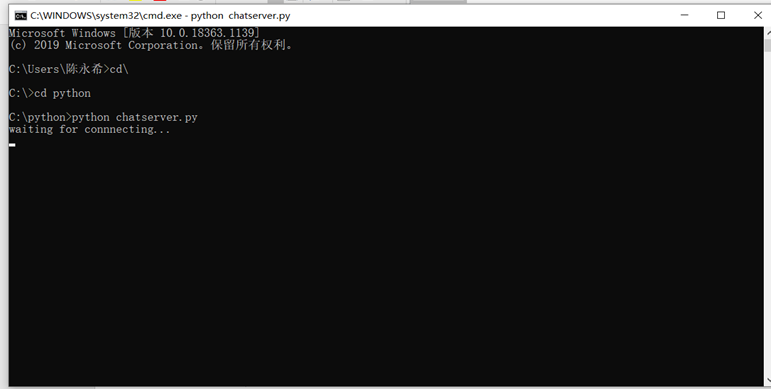 C:\WINDOWS\system32\cmd.exe - python  chatserver.py
Microsoft Windows [版本 10.0.18363.1139]
(c) 2019 Microsoft Corporation。保留所有权利。
C:\Users\陈永希>cd\
C:\>cd python
C:\python>python chatserver.py
waiting for connnecting...